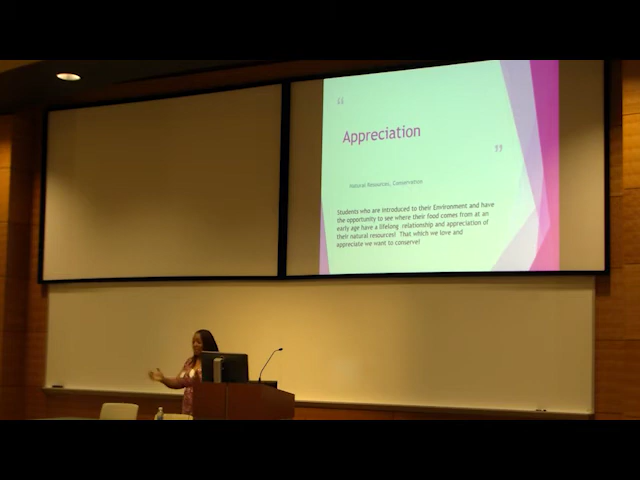 “
Appreciation
”
Natural Resources, Conservation
Students who are introduced to their Environment and have
the opportunity to see where their food comes from at an
early age have a lifelong relationship and appreciation of
their natural resources! That which we love and
appreciate we want to conserve!